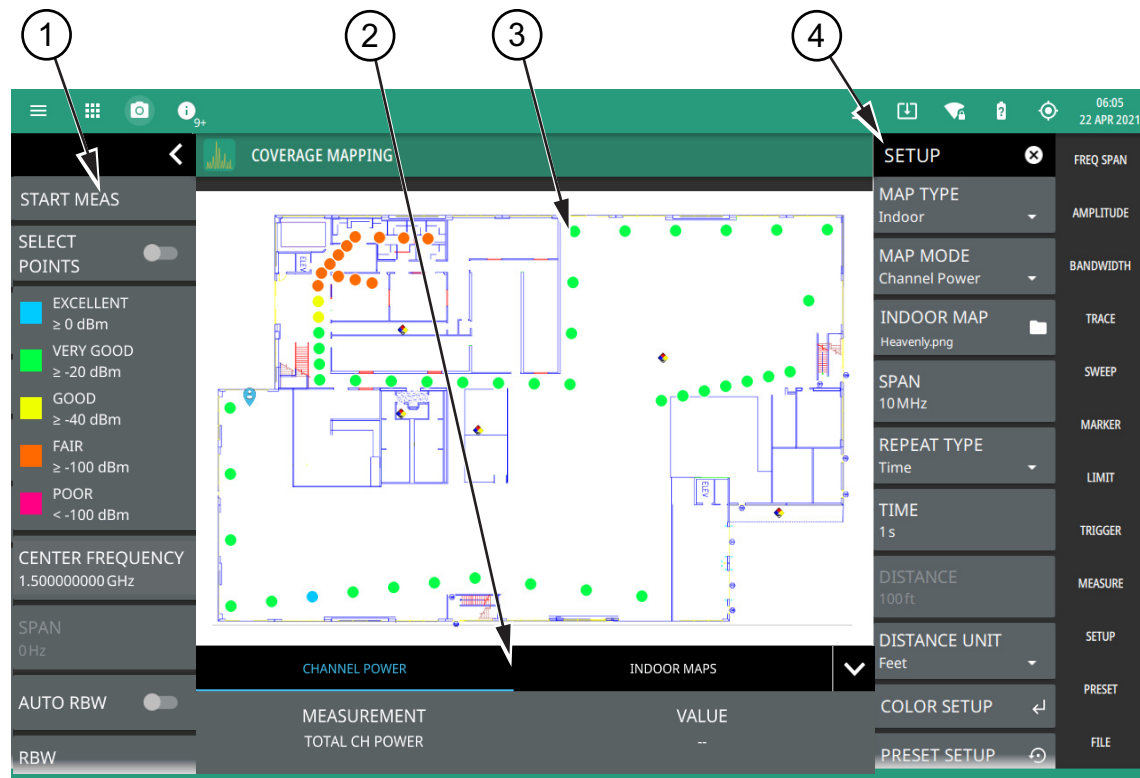 1
2
3
4
9+
06:05
22 APR 2021
COVERAGE MAPPING
START MEAS
SELECT
POINTS
EXCELLENT
≥ 0 dBm
VERY GOOD
≥ -20 dBm
GOOD
≥ -40 dBm
FAIR
≥ -100 dBm
POOR
< -100 dBm
CENTER FREQUENCY
1.500000000 GHz
SPAN
0 Hz
AUTO RBW
RBW
ELEV
ELEV
CHANNEL POWER
INDOOR MAPS
MEASUREMENT
VALUE
TOTAL CH POWER
--
SETUP
MAP TYPE
Indoor
MAP MODE
Channel Power
INDOOR MAP
Heavenly.png
SPAN
10 MHz
REPEAT TYPE
Time
TIME
1 s
DISTANCE
100 ft
DISTANCE UNIT
Feet
COLOR SETUP
PRESET SETUP
FREQ SPAN
AMPLITUDE
BANDWIDTH
TRACE
SWEEP
MARKER
LIMIT
TRIGGER
MEASURE
SETUP
PRESET
FILE